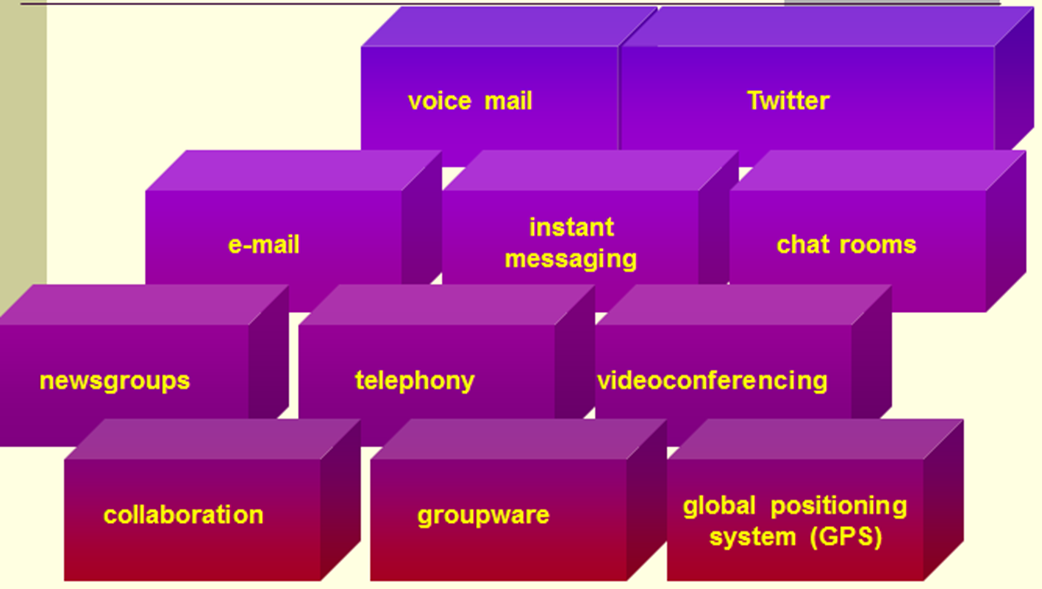 voice mail
Twitter
e-mail
instant
messaging
chat rooms
newsgroups
telephony
videoconferencing
collaboration
groupware
global positioning
system (GPS)